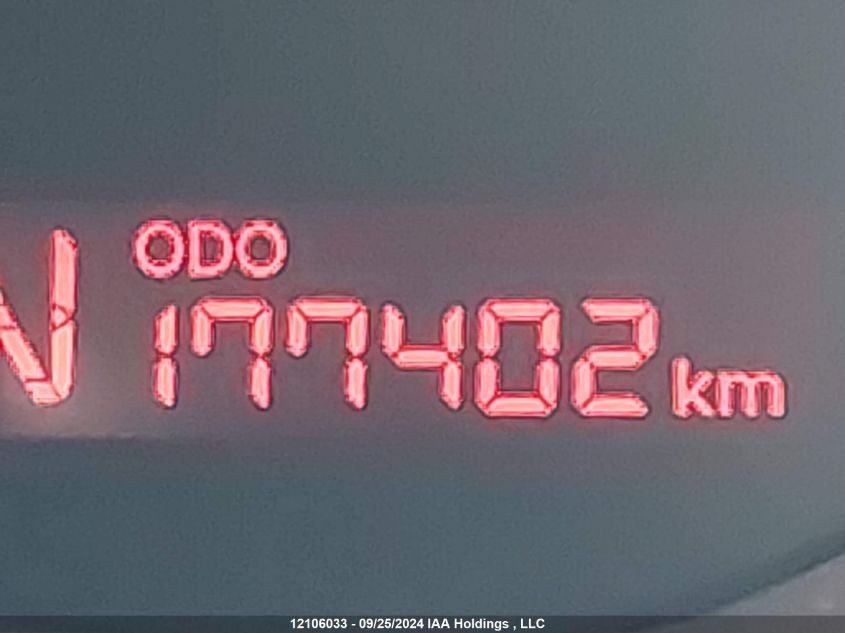 ODO
N 177402 km
12106033 - 09/25/2024 IAA Holdings , LLC